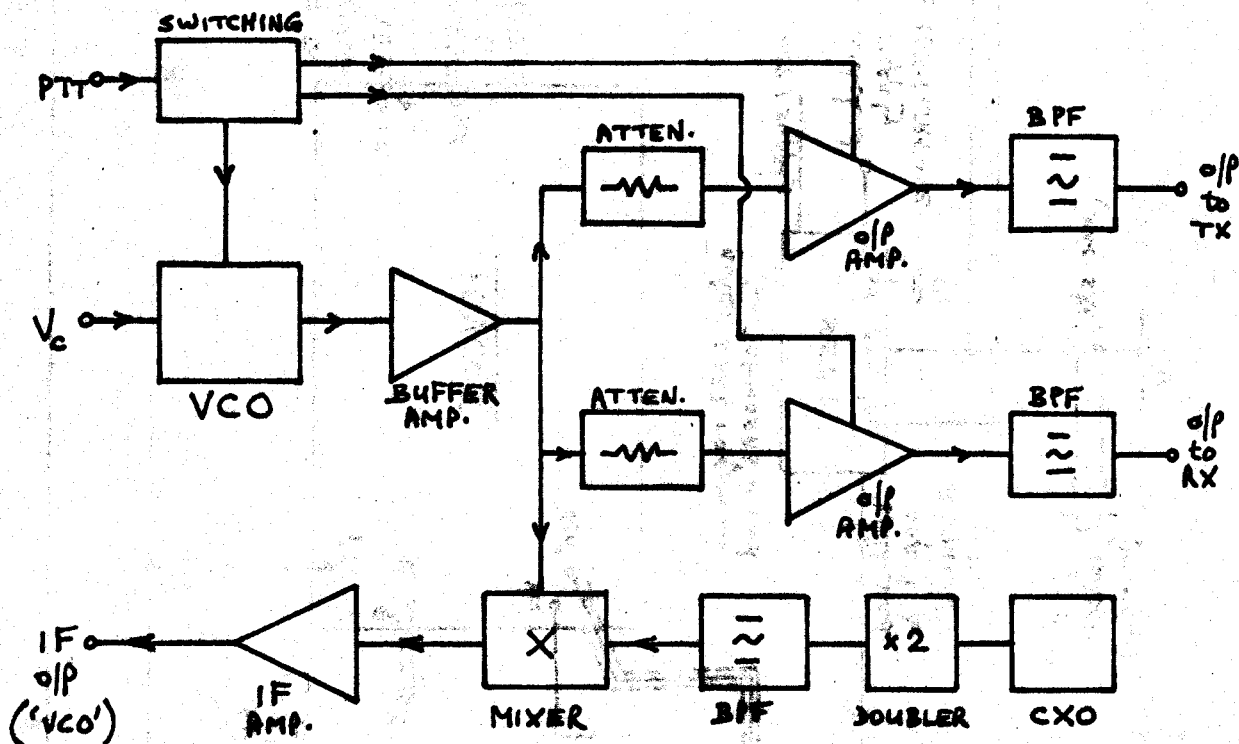 SWITCHING
PTT
ATTEN.
BPF
o/p
to
TX
o/p
AMP.
Vc
VCO
BUFFER
AMP.
ATTEN.
BPF
o/p
to
RX
o/p
AMP.
IF
o/p
('VCO')
IF
AMP.
X
MIXER
BPF
x2
DOUBLER
CXO